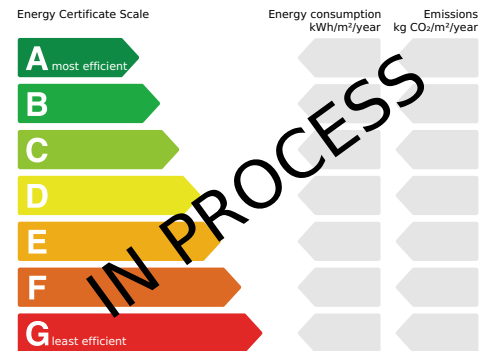 Energy Certificate Scale
Energy consumption
kWh/m²/year
Emissions
kg CO₂/m²/year
A most efficient
B
C
D
E
F
G least efficient
IN PROCESS